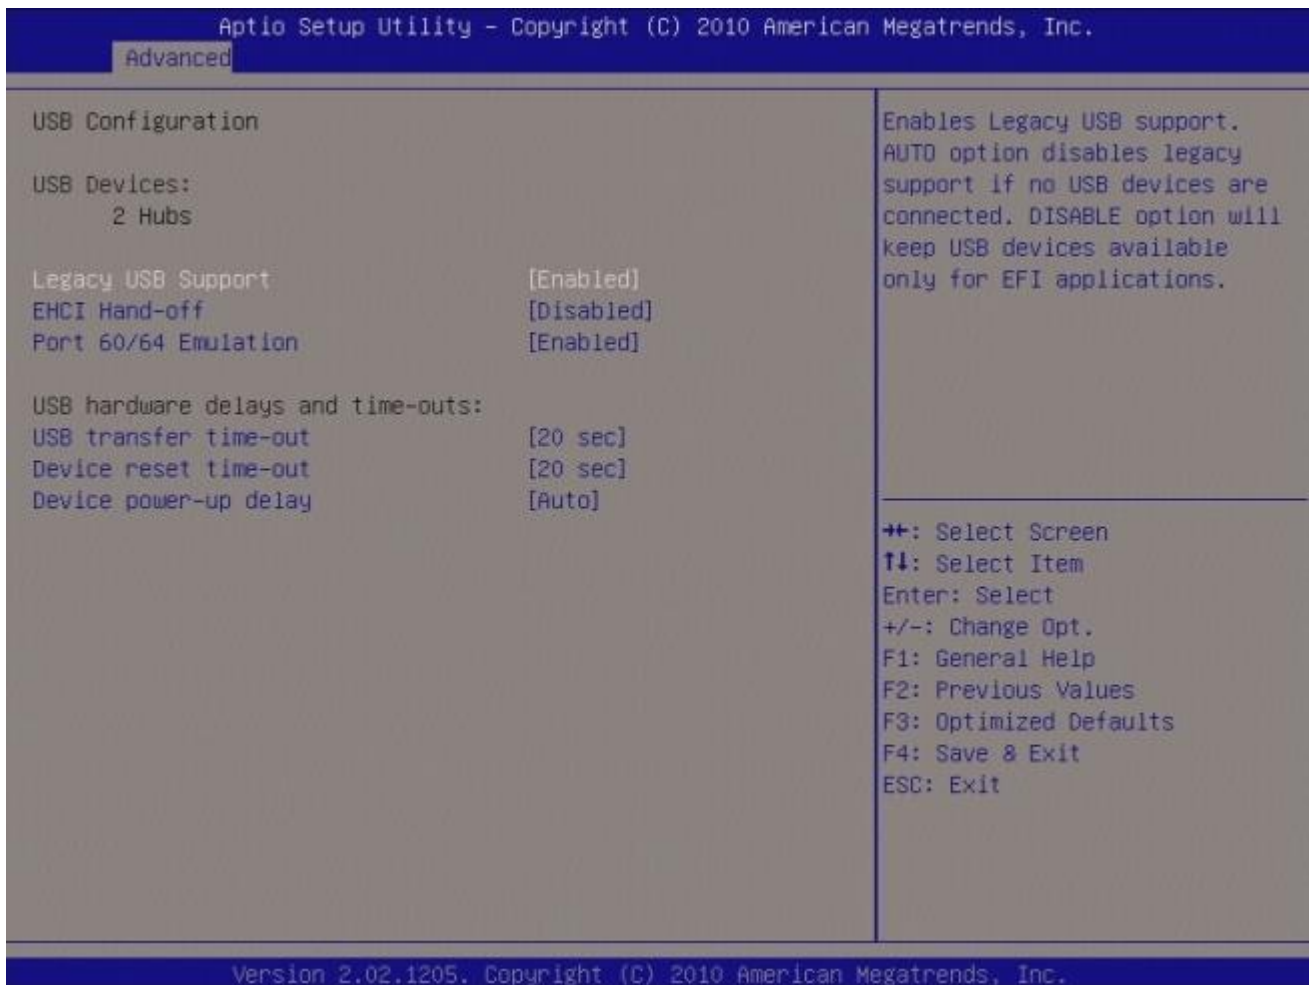 Aptio Setup Utility – Copyright (C) 2010 American Megatrends, Inc.
Advanced
USB Configuration
USB Devices:
2 Hubs
Legacy USB Support [Enabled]
EHCI Hand-off [Disabled]
Port 60/64 Emulation [Enabled]
USB hardware delays and time-outs:
USB transfer time-out [20 sec]
Device reset time-out [20 sec]
Device power-up delay [Auto]
Enables Legacy USB support.
AUTO option disables legacy
support if no USB devices are
connected. DISABLE option will
keep USB devices available
only for EFI applications.
→←: Select Screen
↑↓: Select Item
Enter: Select
+/-: Change Opt.
F1: General Help
F2: Previous Values
F3: Optimized Defaults
F4: Save & Exit
ESC: Exit
Version 2.02.1205. Copyright (C) 2010 American Megatrends, Inc.